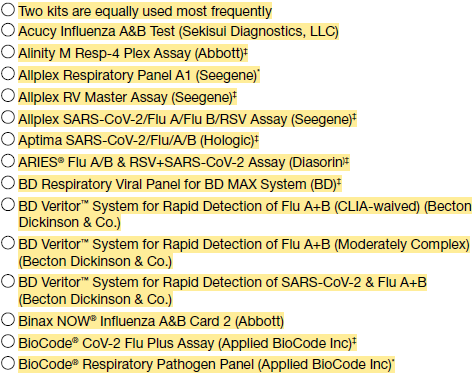 Two kits are equally used most frequently
Acucy Influenza A&B Test (Sekisui Diagnostics, LLC)
Alinity M Resp-4 Plex Assay (Abbott)‡
Allplex Respiratory Panel A1 (Seegene)*
Allplex RV Master Assay (Seegene)‡
Allplex SARS-CoV-2/Flu A/Flu B/RSV Assay (Seegene)‡
Aptima SARS-CoV-2/Flu/A/B (Hologic)‡
ARIES® Flu A/B & RSV+SARS-CoV-2 Assay (Diasorin)‡
BD Respiratory Viral Panel for BD MAX System (BD)‡
BD Veritor™ System for Rapid Detection of Flu A+B (CLIA-waived) (Becton
Dickinson & Co.)
BD Veritor™ System for Rapid Detection of Flu A+B (Moderately Complex)
(Becton Dickinson & Co.)
BD Veritor™ System for Rapid Detection of SARS-CoV-2 & Flu A+B
(Becton Dickinson & Co.)
Binax NOW® Influenza A&B Card 2 (Abbott)
BioCode® CoV-2 Flu Plus Assay (Applied BioCode Inc)‡
BioCode® Respiratory Pathogen Panel (Applied BioCode Inc)*